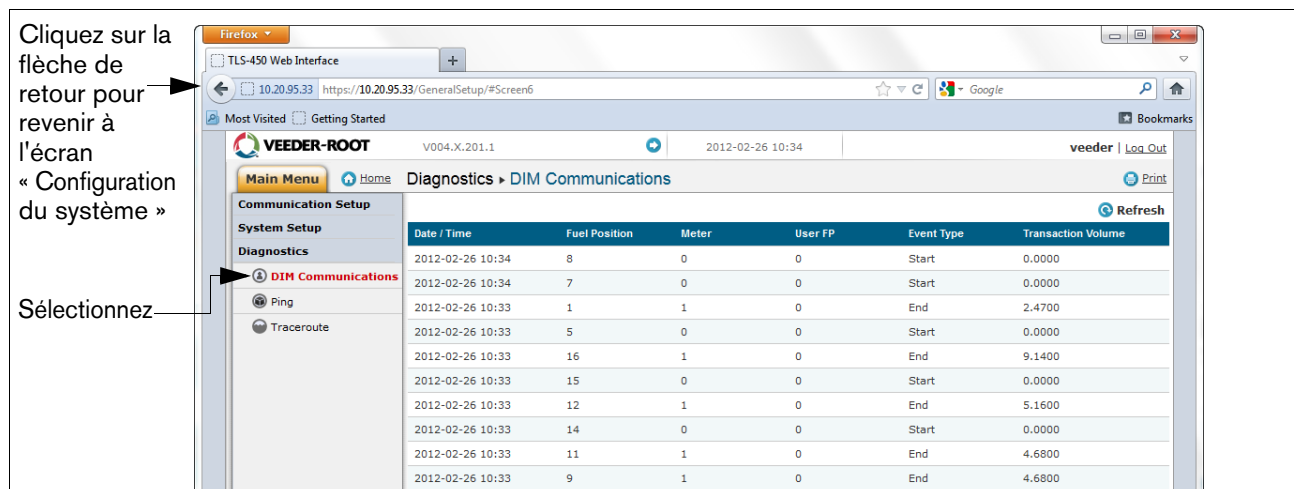 Cliquez sur la
flèche de
retour pour
revenir à
l'écran
« Configuration
du système »
Sélectionnez
Firefox
TLS-450 Web Interface
+
10.20.95.33 https://10.20.95.33/GeneralSetup/#Screen6
Google
Most Visited Getting Started
Bookmarks
VEEDER-ROOT V004.X.201.1 2012-02-26 10:34 veeder | Log Out
Main Menu Home Diagnostics ▸ DIM Communications Print
Communication Setup
System Setup
Diagnostics
DIM Communications
Ping
Traceroute
Refresh
Date / Time Fuel Position Meter User FP Event Type Transaction Volume
2012-02-26 10:34 8 0 0 Start 0.0000
2012-02-26 10:34 7 0 0 Start 0.0000
2012-02-26 10:33 1 1 0 End 2.4700
2012-02-26 10:33 5 0 0 Start 0.0000
2012-02-26 10:33 16 1 0 End 9.1400
2012-02-26 10:33 15 0 0 Start 0.0000
2012-02-26 10:33 12 1 0 End 5.1600
2012-02-26 10:33 14 0 0 Start 0.0000
2012-02-26 10:33 11 1 0 End 4.6800
2012-02-26 10:33 9 1 0 End 4.6800